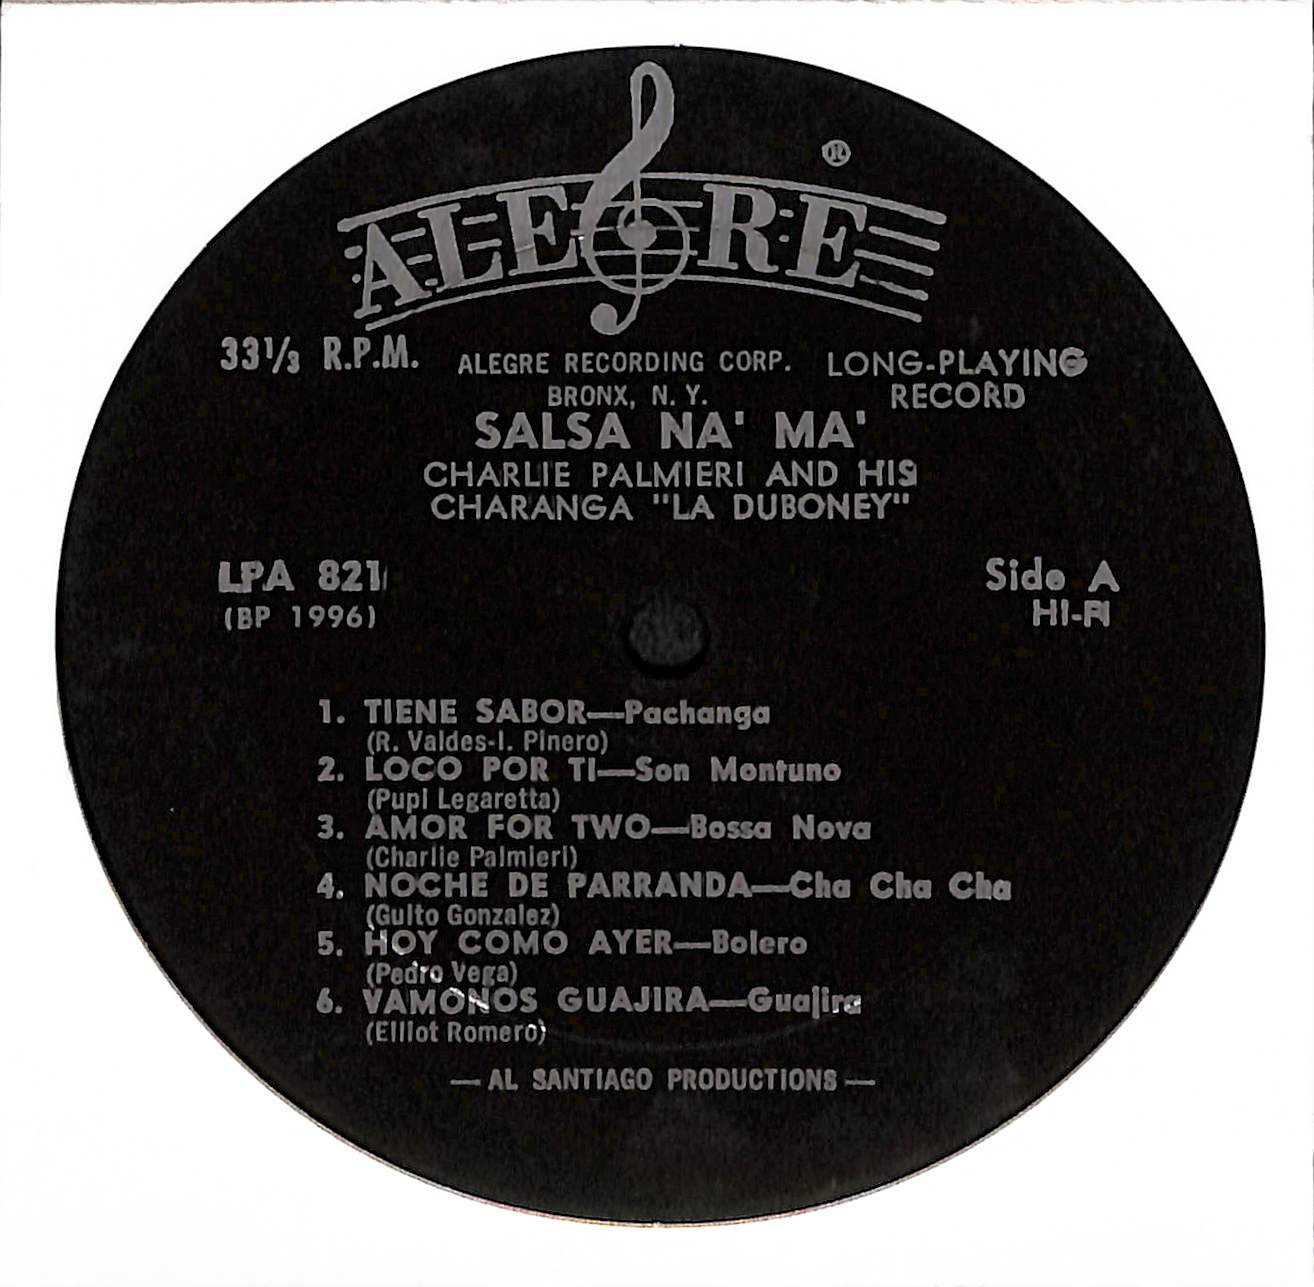 ALEGRE ®
33⅓ R.P.M. ALEGRE RECORDING CORP. LONG-PLAYING
BRONX, N. Y. RECORD
SALSA NA' MA'
CHARLIE PALMIERI AND HIS
CHARANGA "LA DUBONEY"
LPA 821 Side A
(BP 1996) HI-FI
1. TIENE SABOR—Pachanga
(R. Valdes-I. Pinero)
2. LOCO POR TI—Son Montuno
(Pupi Legaretta)
3. AMOR FOR TWO—Bossa Nova
(Charlie Palmieri)
4. NOCHE DE PARRANDA—Cha Cha Cha
(Guito Gonzalez)
5. HOY COMO AYER—Bolero
(Pedro Vega)
6. VAMONOS GUAJIRA—Guajira
(Elliot Romero)
— AL SANTIAGO PRODUCTIONS —